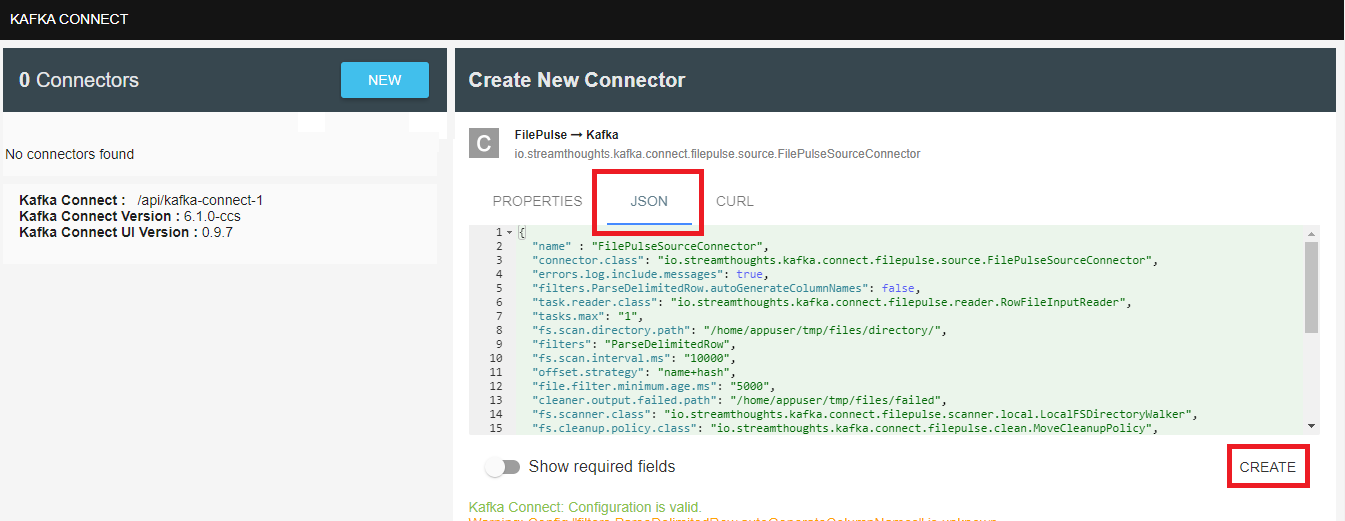 KAFKA CONNECT
0 Connectors
NEW
No connectors found
Kafka Connect : /api/kafka-connect-1
Kafka Connect Version : 6.1.0-ccs
Kafka Connect UI Version : 0.9.7
Create New Connector
C
FilePulse → Kafka
io.streamthoughts.kafka.connect.filepulse.source.FilePulseSourceConnector
PROPERTIES JSON CURL
1 {
2 "name" : "FilePulseSourceConnector",
3 "connector.class": "io.streamthoughts.kafka.connect.filepulse.source.FilePulseSourceConnector",
4 "errors.log.include.messages": true,
5 "filters.ParseDelimitedRow.autoGenerateColumnNames": false,
6 "task.reader.class": "io.streamthoughts.kafka.connect.filepulse.reader.RowFileInputReader",
7 "tasks.max": "1",
8 "fs.scan.directory.path": "/home/appuser/tmp/files/directory/",
9 "filters": "ParseDelimitedRow",
10 "fs.scan.interval.ms": "10000",
11 "offset.strategy": "name+hash",
12 "file.filter.minimum.age.ms": "5000",
13 "cleaner.output.failed.path": "/home/appuser/tmp/files/failed",
14 "fs.scanner.class": "io.streamthoughts.kafka.connect.filepulse.scanner.local.LocalFSDirectoryWalker",
15 "fs.cleanup.policy.class": "io.streamthoughts.kafka.connect.filepulse.clean.MoveCleanupPolicy",
Show required fields
CREATE
Kafka Connect: Configuration is valid.
Warning: Config "filters.ParseDelimitedRow.autoGenerateColumnNames" is unknown